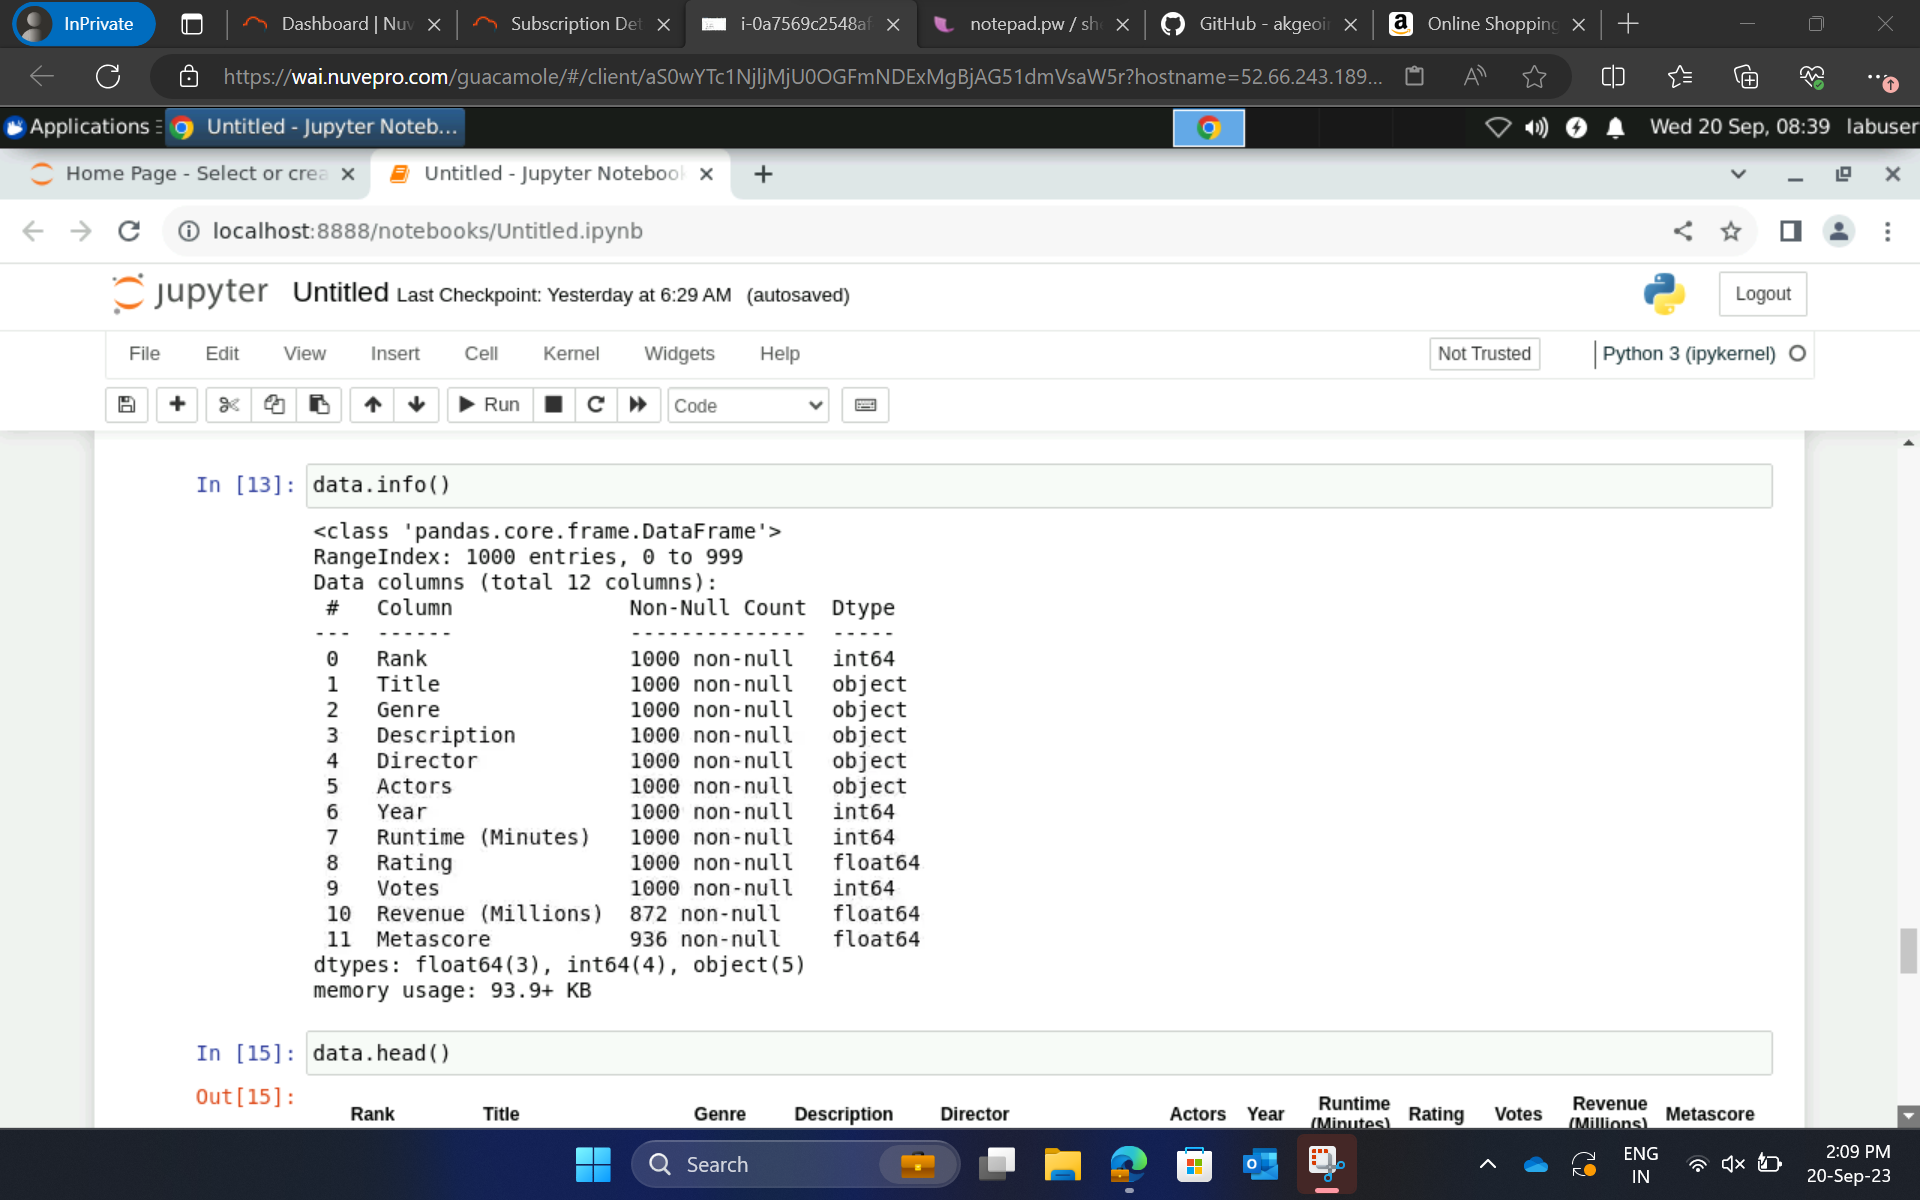 InPrivate
Dashboard | Nuv
Subscription Det
i-0a7569c2548af
notepad.pw / sh
GitHub - akgeoi
Online Shopping
https://wai.nuvepro.com/guacamole/#/client/aS0wYTc1NjljMjU0OGFmNDExMgBjAG51dmVsaW5r?hostname=52.66.243.189...
Applications
Untitled - Jupyter Noteb...
Wed 20 Sep, 08:39 labuser
Home Page - Select or crea
Untitled - Jupyter Notebook
localhost:8888/notebooks/Untitled.ipynb
jupyter Untitled Last Checkpoint: Yesterday at 6:29 AM (autosaved)
Logout
File Edit View Insert Cell Kernel Widgets Help
Not Trusted
Python 3 (ipykernel)
Run
Code
In [13]: data.info()
<class 'pandas.core.frame.DataFrame'>
RangeIndex: 1000 entries, 0 to 999
Data columns (total 12 columns):
# Column Non-Null Count Dtype
--- ------ -------------- -----
0 Rank 1000 non-null int64
1 Title 1000 non-null object
2 Genre 1000 non-null object
3 Description 1000 non-null object
4 Director 1000 non-null object
5 Actors 1000 non-null object
6 Year 1000 non-null int64
7 Runtime (Minutes) 1000 non-null int64
8 Rating 1000 non-null float64
9 Votes 1000 non-null int64
10 Revenue (Millions) 872 non-null float64
11 Metascore 936 non-null float64
dtypes: float64(3), int64(4), object(5)
memory usage: 93.9+ KB
In [15]: data.head()
Out[15]:
Rank Title Genre Description Director Actors Year Runtime (Minutes) Rating Votes Revenue (Millions) Metascore
Search
ENG
IN
2:09 PM
20-Sep-23